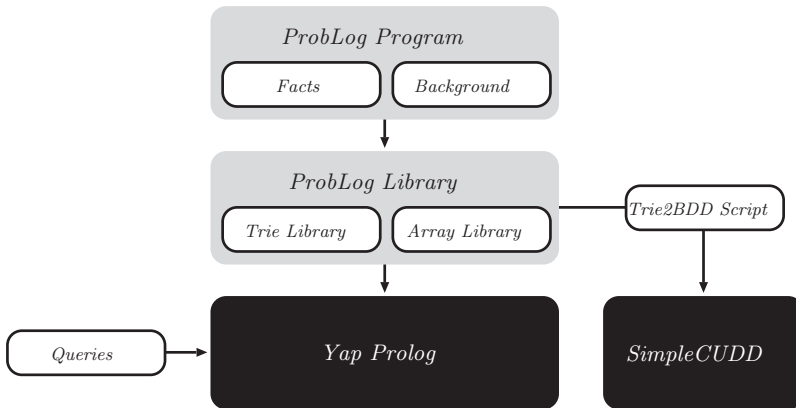 ProbLog Program
Facts
Background
ProbLog Library
Trie Library
Array Library
Trie2BDD Script
Queries
Yap Prolog
SimpleCUDD